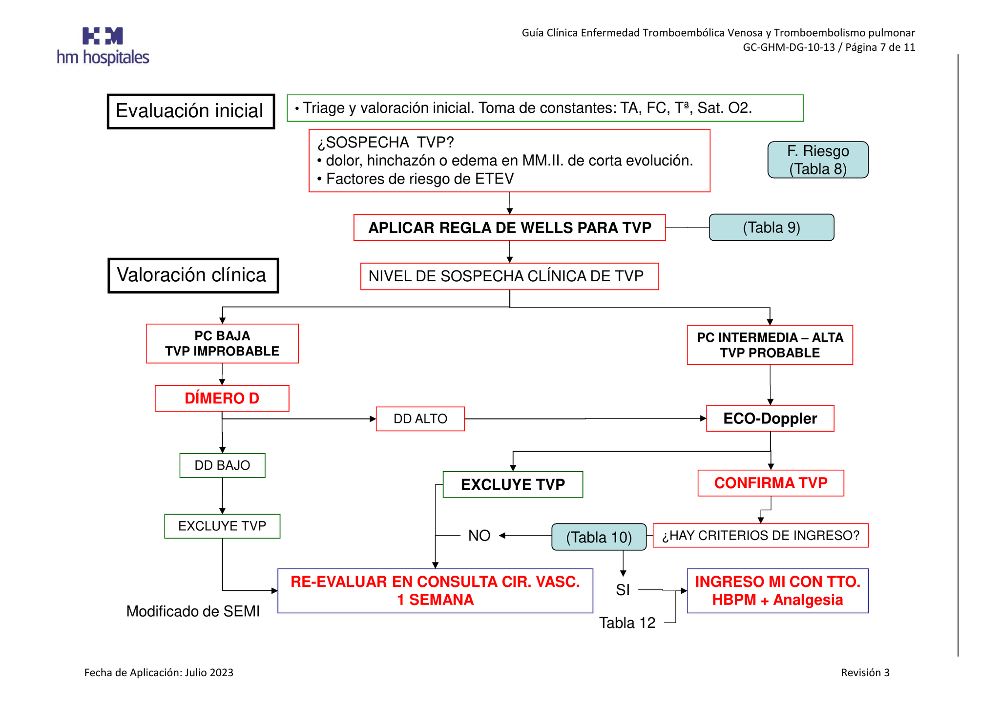 hm hospitales
Guía Clínica Enfermedad Tromboembólica Venosa y Tromboembolismo pulmonar
GC-GHM-DG-10-13 / Página 7 de 11
Evaluación inicial
• Triage y valoración inicial. Toma de constantes: TA, FC, Tª, Sat. O2.
¿SOSPECHA TVP?
• dolor, hinchazón o edema en MM.II. de corta evolución.
• Factores de riesgo de ETEV
F. Riesgo
(Tabla 8)
APLICAR REGLA DE WELLS PARA TVP
(Tabla 9)
Valoración clínica
NIVEL DE SOSPECHA CLÍNICA DE TVP
PC BAJA
TVP IMPROBABLE
PC INTERMEDIA – ALTA
TVP PROBABLE
DÍMERO D
DD ALTO
ECO-Doppler
DD BAJO
EXCLUYE TVP
CONFIRMA TVP
EXCLUYE TVP
NO
(Tabla 10)
¿HAY CRITERIOS DE INGRESO?
RE-EVALUAR EN CONSULTA CIR. VASC.
1 SEMANA
SI
INGRESO MI CON TTO.
HBPM + Analgesia
Modificado de SEMI
Tabla 12
Fecha de Aplicación: Julio 2023
Revisión 3